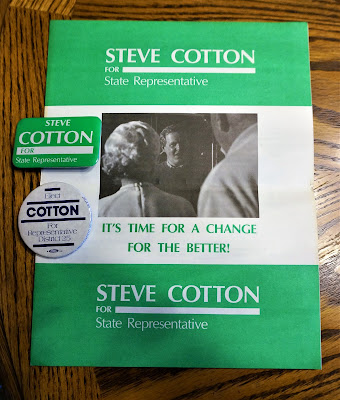 STEVE COTTON
FOR
State Representative
IT'S TIME FOR A CHANGE
FOR THE BETTER!
STEVE COTTON
FOR
State Representative
STEVE
COTTON
FOR
State Representative
Elect
COTTON
For
Representative
District 25